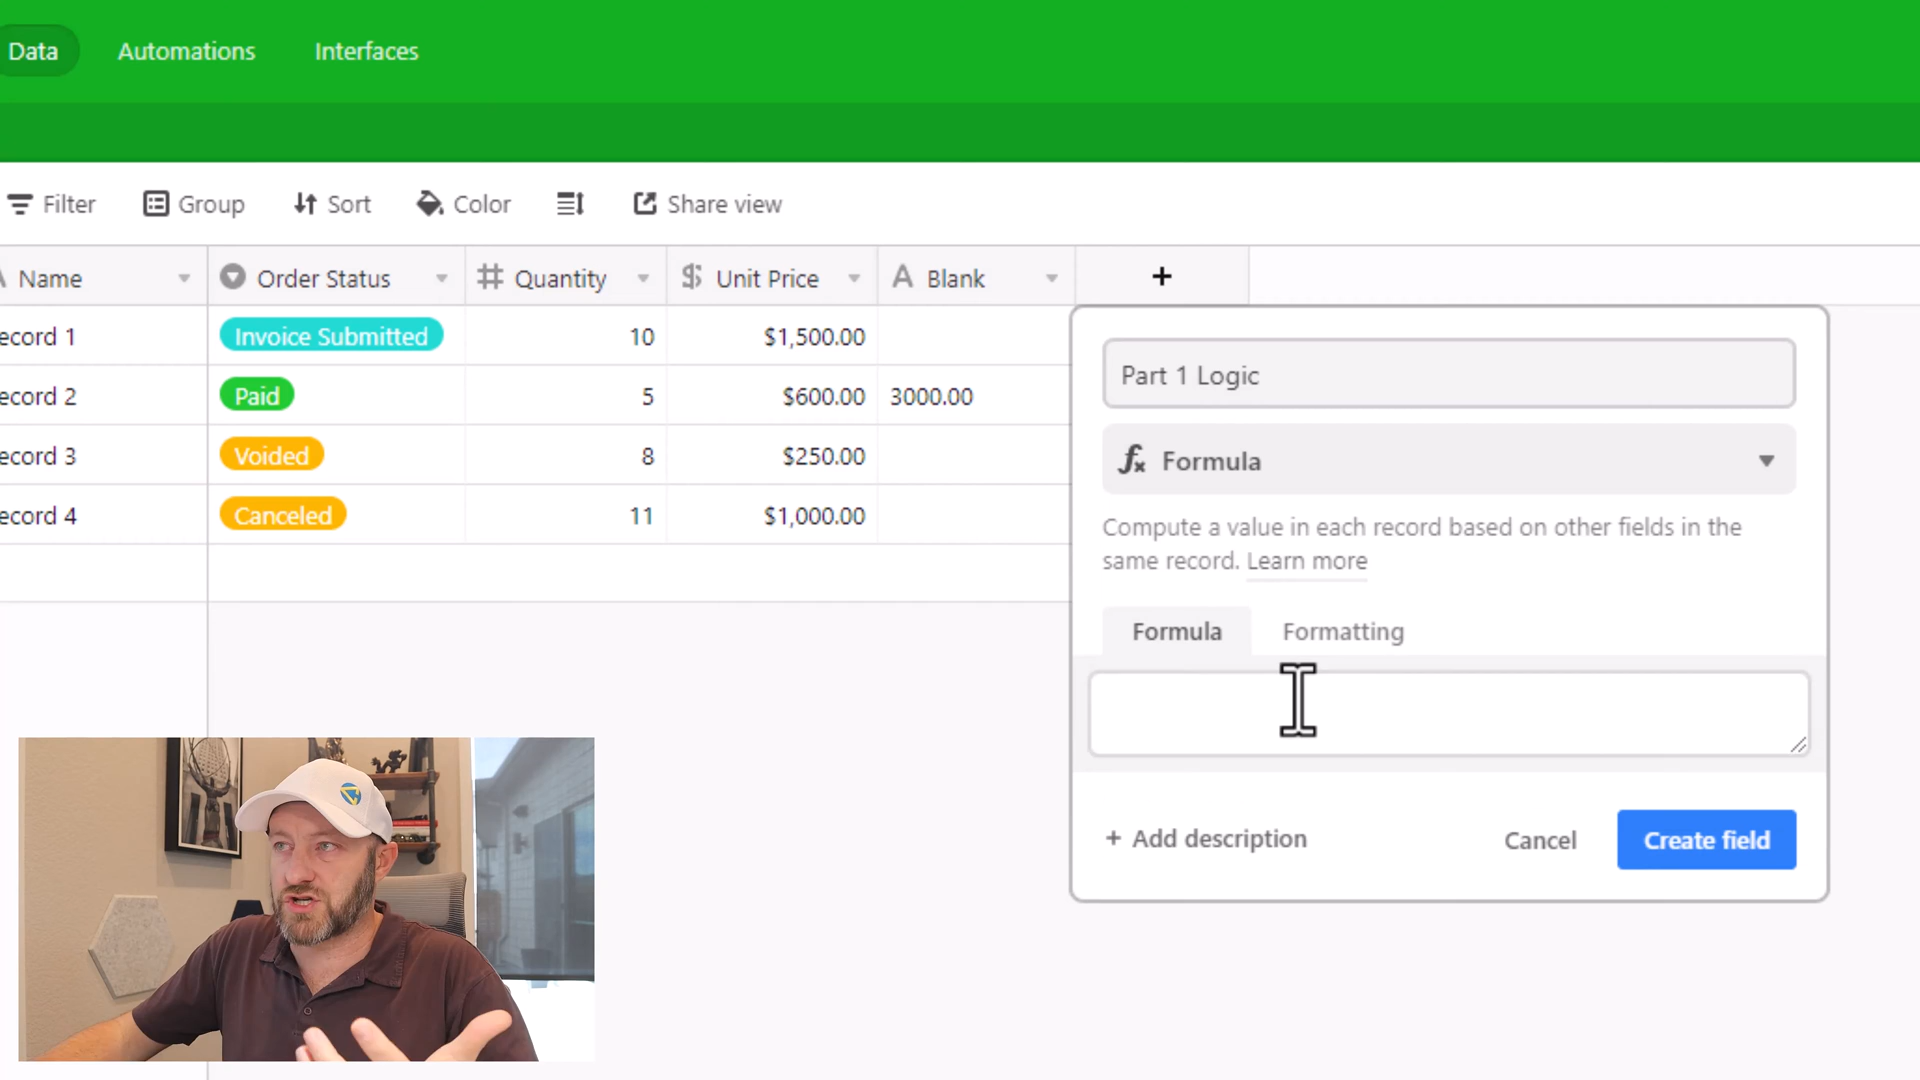 Data Automations Interfaces
Filter Group Sort Color Share view
Name Order Status Quantity Unit Price Blank +
ecord 1 Invoice Submitted 10 $1,500.00
ecord 2 Paid 5 $600.00 3000.00
ecord 3 Voided 8 $250.00
ecord 4 Canceled 11 $1,000.00
Part 1 Logic
Formula
Compute a value in each record based on other fields in the
same record. Learn more
Formula Formatting
+ Add description Cancel Create field